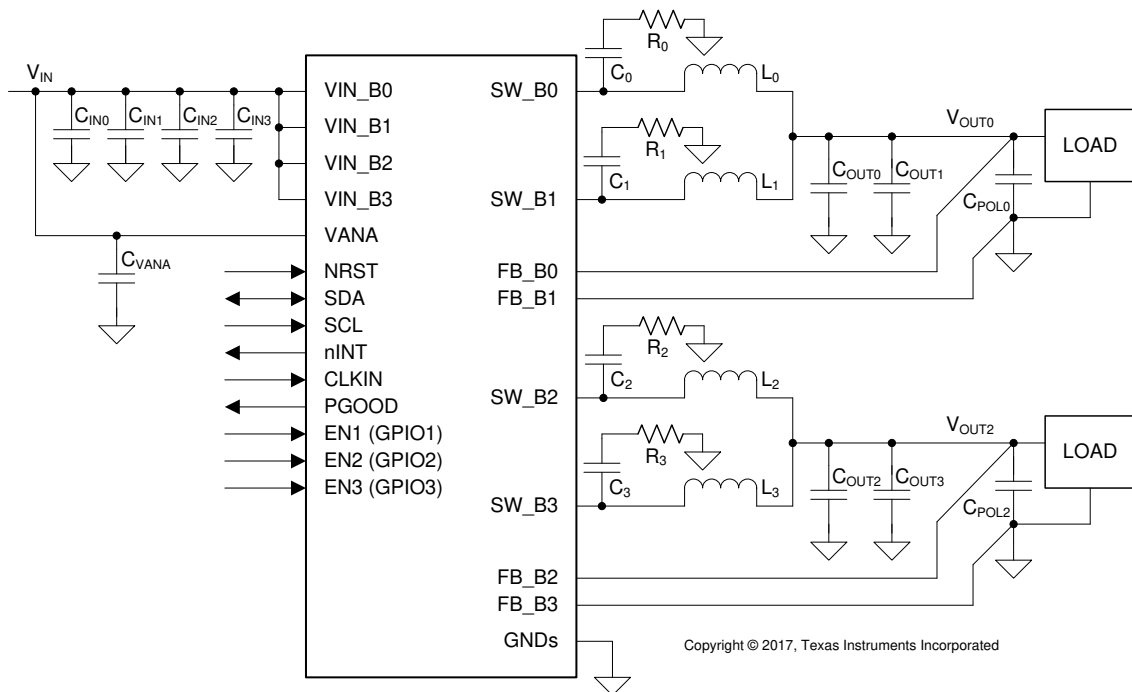 V_IN
C_IN0
C_IN1
C_IN2
C_IN3
C_VANA
VIN_B0
VIN_B1
VIN_B2
VIN_B3
VANA
NRST
SDA
SCL
nINT
CLKIN
PGOOD
EN1 (GPIO1)
EN2 (GPIO2)
EN3 (GPIO3)
SW_B0
SW_B1
FB_B0
FB_B1
SW_B2
SW_B3
FB_B2
FB_B3
GNDs
R_0
C_0
L_0
R_1
C_1
L_1
C_OUT0
C_OUT1
V_OUT0
C_POL0
LOAD
R_2
C_2
L_2
R_3
C_3
L_3
C_OUT2
C_OUT3
V_OUT2
C_POL2
LOAD
Copyright © 2017, Texas Instruments Incorporated